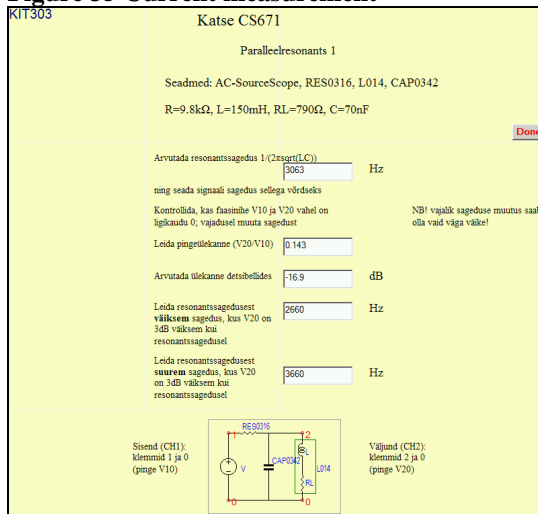 Figure 35 Current measurement
KIT303
Katse CS671
Paralleelresonants 1
Seadmed: AC-SourceScope, RES0316, L014, CAP0342
R=9.8kΩ, L=150mH, RL=790Ω, C=70nF
Done
Arvutada resonantssagedus 1/(2πsqrt(LC))
3063 Hz
ning seada signaali sagedus sellega võrdseks
Kontrollida, kas faasinihe V10 ja
V20 vahel on
ligikaudu 0; vajadusel muuta sagedust
NB! vajalik sageduse muutus saab
olla vaid väga väike!
Leida pingeülekanne (V20/V10)
0.143
Arvutada ülekanne detsibellides
-16.9 dB
Leida resonantssagedusest
väiksem sagedus, kus V20 on
3dB väiksem kui
resonantssagedusel
2660 Hz
Leida resonantssagedusest
suurem sagedus, kus V20
on 3dB väiksem kui
resonantssagedusel
3660 Hz
Sisend (CH1):
klemmid 1 ja 0
(pinge V10)
RES0316
1
2
V
CAP0342
L
L014
RL
0
0
Väljund (CH2):
klemmid 2 ja 0
(pinge V20)